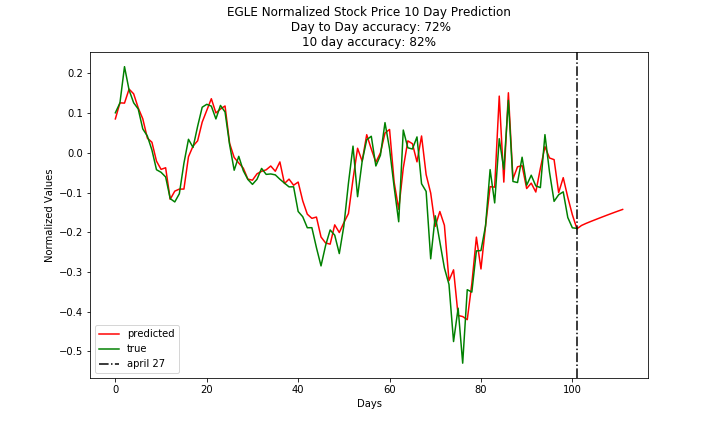 EGLE Normalized Stock Price 10 Day Prediction
Day to Day accuracy: 72%
10 day accuracy: 82%
0.2
0.1
0.0
−0.1
−0.2
−0.3
−0.4
−0.5
Normalized Values
predicted
true
april 27
0 20 40 60 80 100
Days